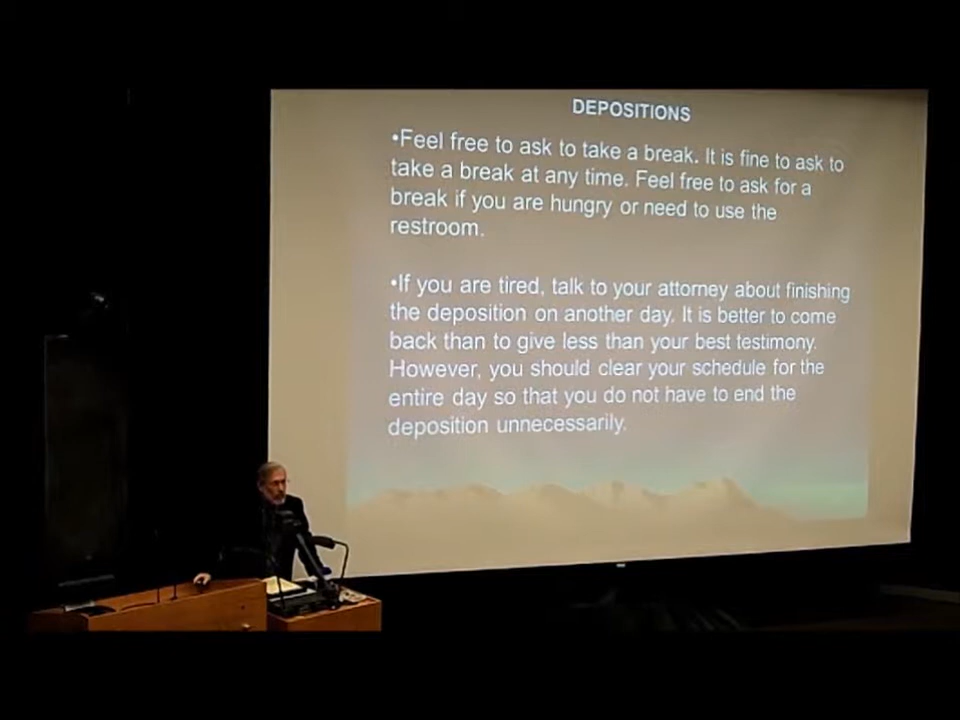 DEPOSITIONS
•Feel free to ask to take a break. It is fine to ask to
take a break at any time. Feel free to ask for a
break if you are hungry or need to use the
restroom.
•If you are tired, talk to your attorney about finishing
the deposition on another day. It is better to come
back than to give less than your best testimony.
However, you should clear your schedule for the
entire day so that you do not have to end the
deposition unnecessarily.